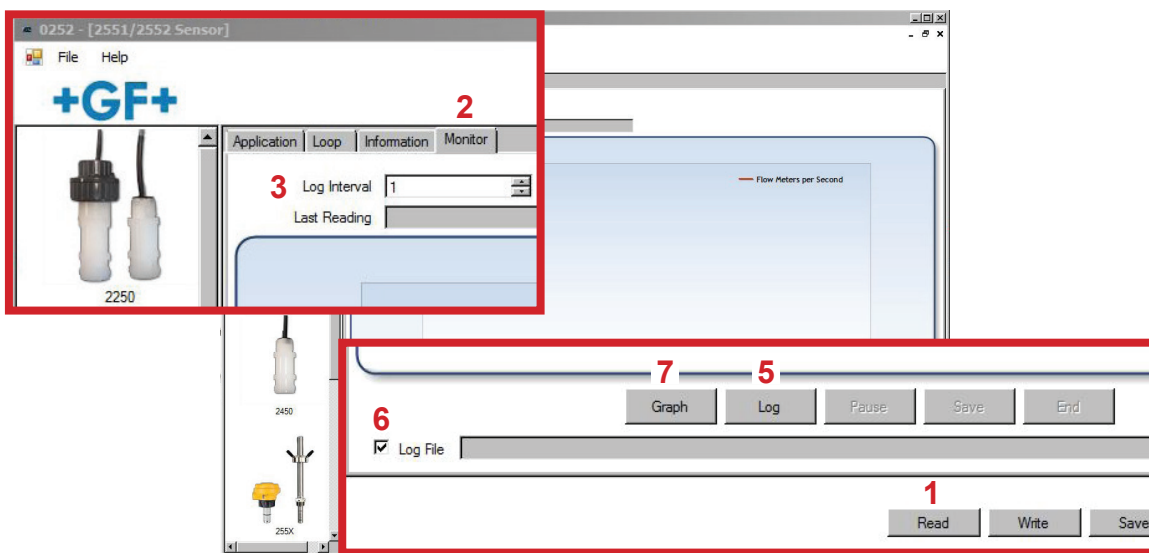 0252 - [2551/2552 Sensor]
File Help
+GF+
2
Application Loop Information Monitor
3 Log Interval 1
Last Reading
Flow Meters per Second
2250
2450
255X
7 5
Graph Log Pause Save End
6
Log File
1
Read Write Save